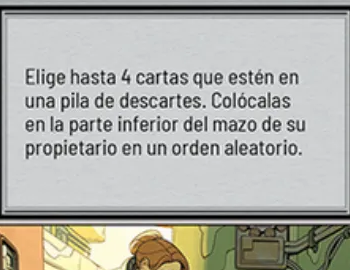 Elige hasta 4 cartas que estén en
una pila de descartes. Colócalas
en la parte inferior del mazo de su
propietario en un orden aleatorio.